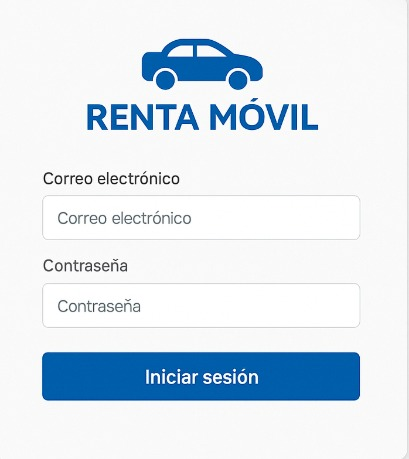 RENTA MÓVIL
Correo electrónico
Correo electrónico
Contraseña
Contraseña
Iniciar sesión